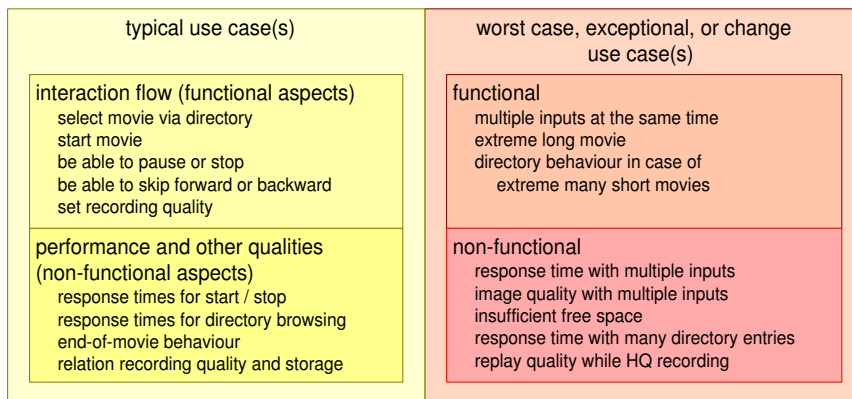 typical use case(s)
interaction flow (functional aspects)
select movie via directory
start movie
be able to pause or stop
be able to skip forward or backward
set recording quality
performance and other qualities
(non-functional aspects)
response times for start / stop
response times for directory browsing
end-of-movie behaviour
relation recording quality and storage
worst case, exceptional, or change
use case(s)
functional
multiple inputs at the same time
extreme long movie
directory behaviour in case of
extreme many short movies
non-functional
response time with multiple inputs
image quality with multiple inputs
insufficient free space
response time with many directory entries
replay quality while HQ recording